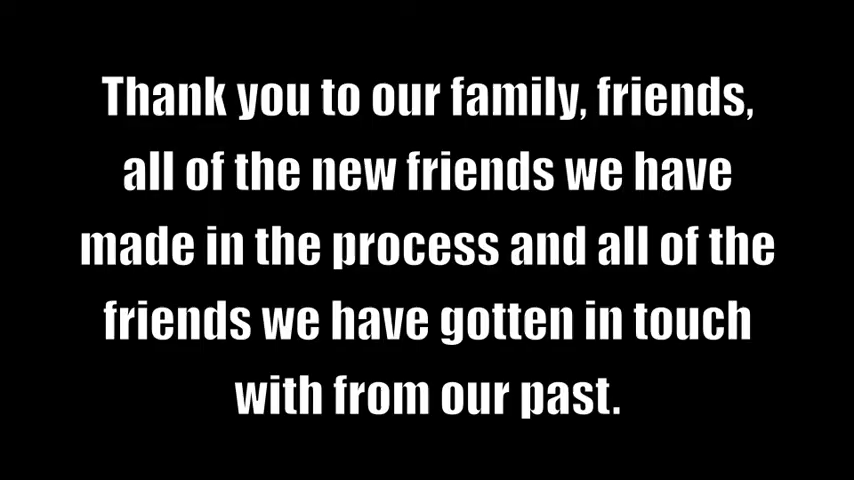 Thank you to our family, friends,
all of the new friends we have
made in the process and all of the
friends we have gotten in touch
with from our past.